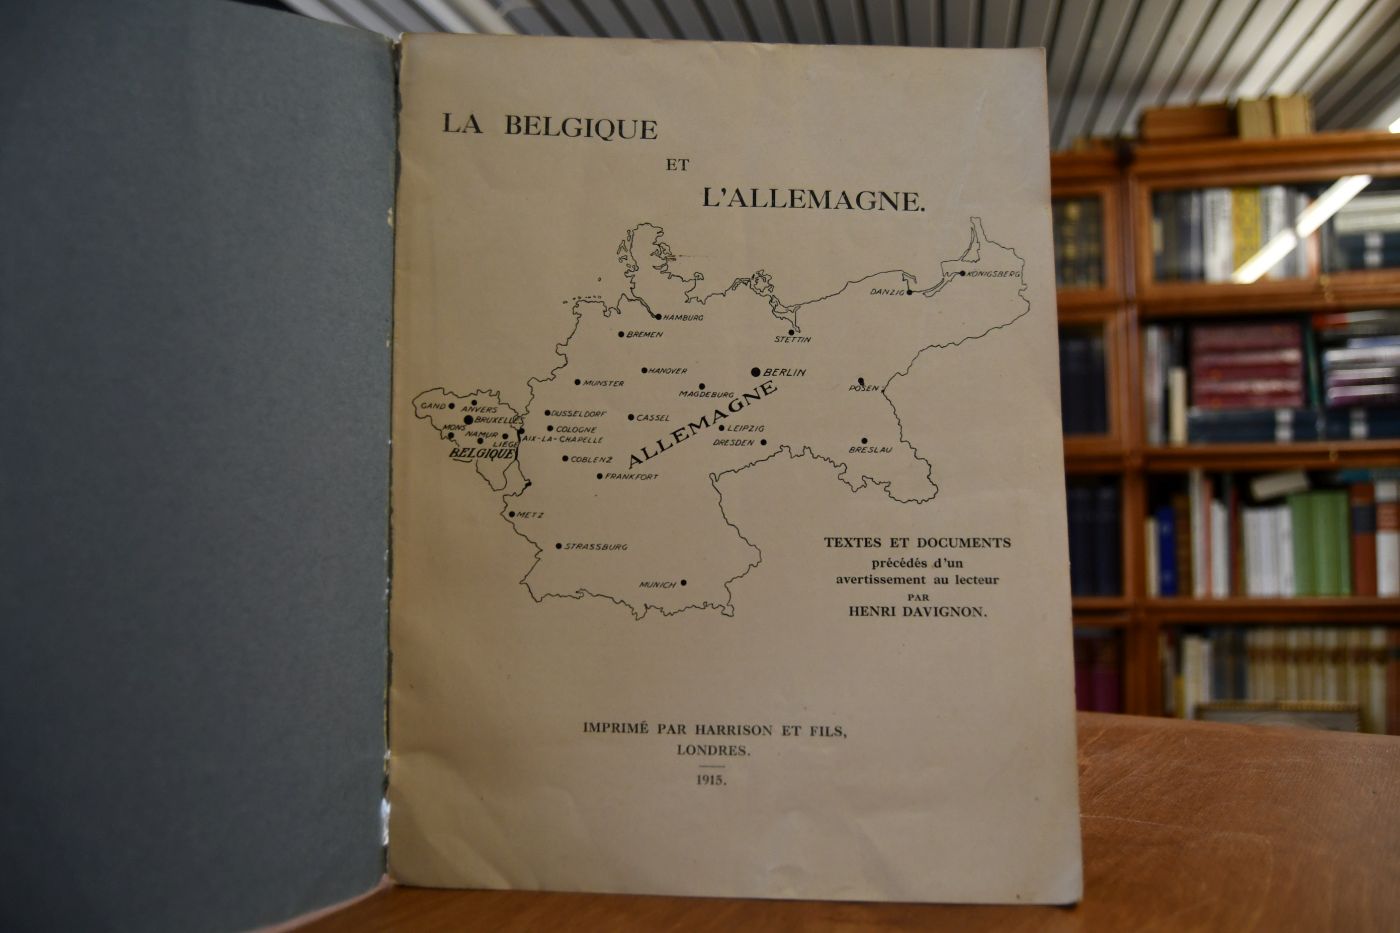 LA BELGIQUE
ET
L'ALLEMAGNE.
KÖNIGSBERG
DANZIG
HAMBURG
BREMEN
STETTIN
HANOVER
BERLIN
MUNSTER
MAGDEBURG
POSEN
GAND
ANVERS
BRUXELLES
MONS
NAMUR
LIÉGE
BELGIQUE
DUSSELDORF
COLOGNE
AIX-LA-CHAPELLE
CASSEL
ALLEMAGNE
LEIPZIG
DRESDEN
BRESLAU
COBLENZ
FRANKFORT
METZ
STRASSBURG
MUNICH
TEXTES ET DOCUMENTS
précédés d'un
avertissement au lecteur
PAR
HENRI DAVIGNON.
IMPRIMÉ PAR HARRISON ET FILS,
LONDRES.
1915.